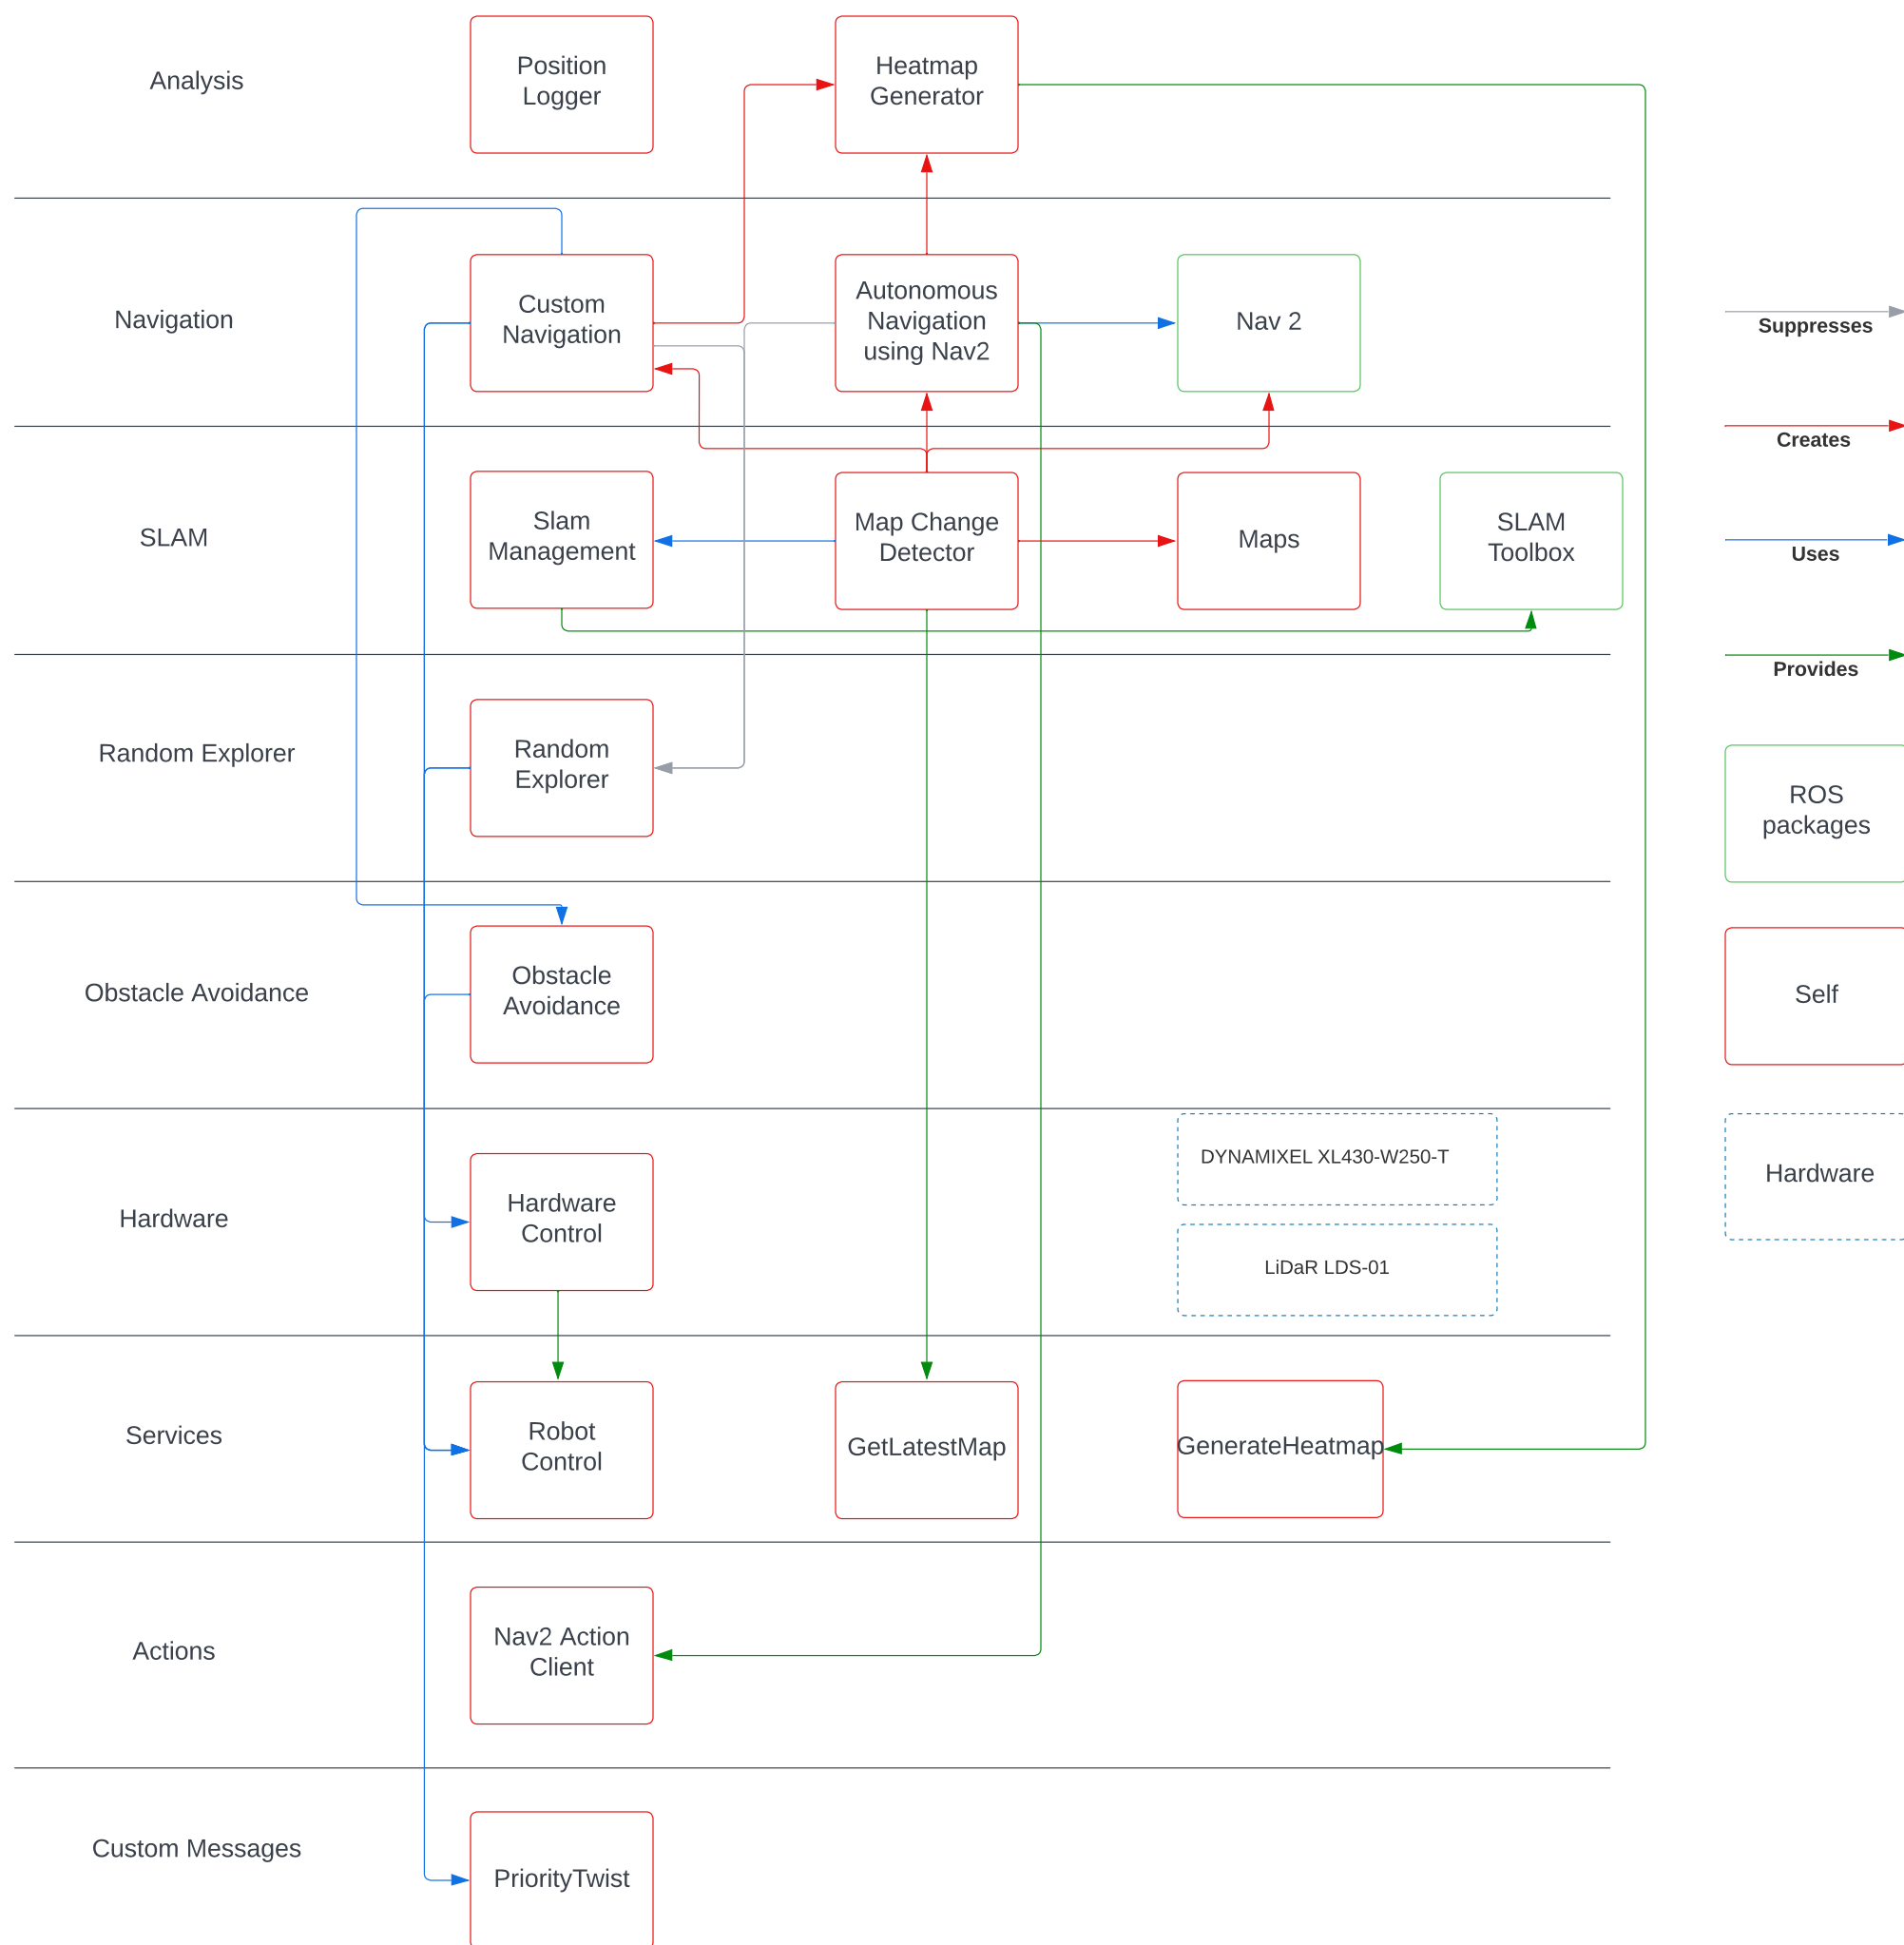 Analysis
Position
Logger
Heatmap
Generator
Navigation
Custom
Navigation
Autonomous
Navigation
using Nav2
Nav 2
Suppresses
Creates
SLAM
Slam
Management
Map Change
Detector
Maps
SLAM
Toolbox
Uses
Provides
Random Explorer
Random
Explorer
ROS
packages
Obstacle Avoidance
Obstacle
Avoidance
Self
Hardware
Hardware
Control
DYNAMIXEL XL430-W250-T
LiDaR LDS-01
Hardware
Services
Robot
Control
GetLatestMap
GenerateHeatmap
Actions
Nav2 Action
Client
Custom Messages
PriorityTwist